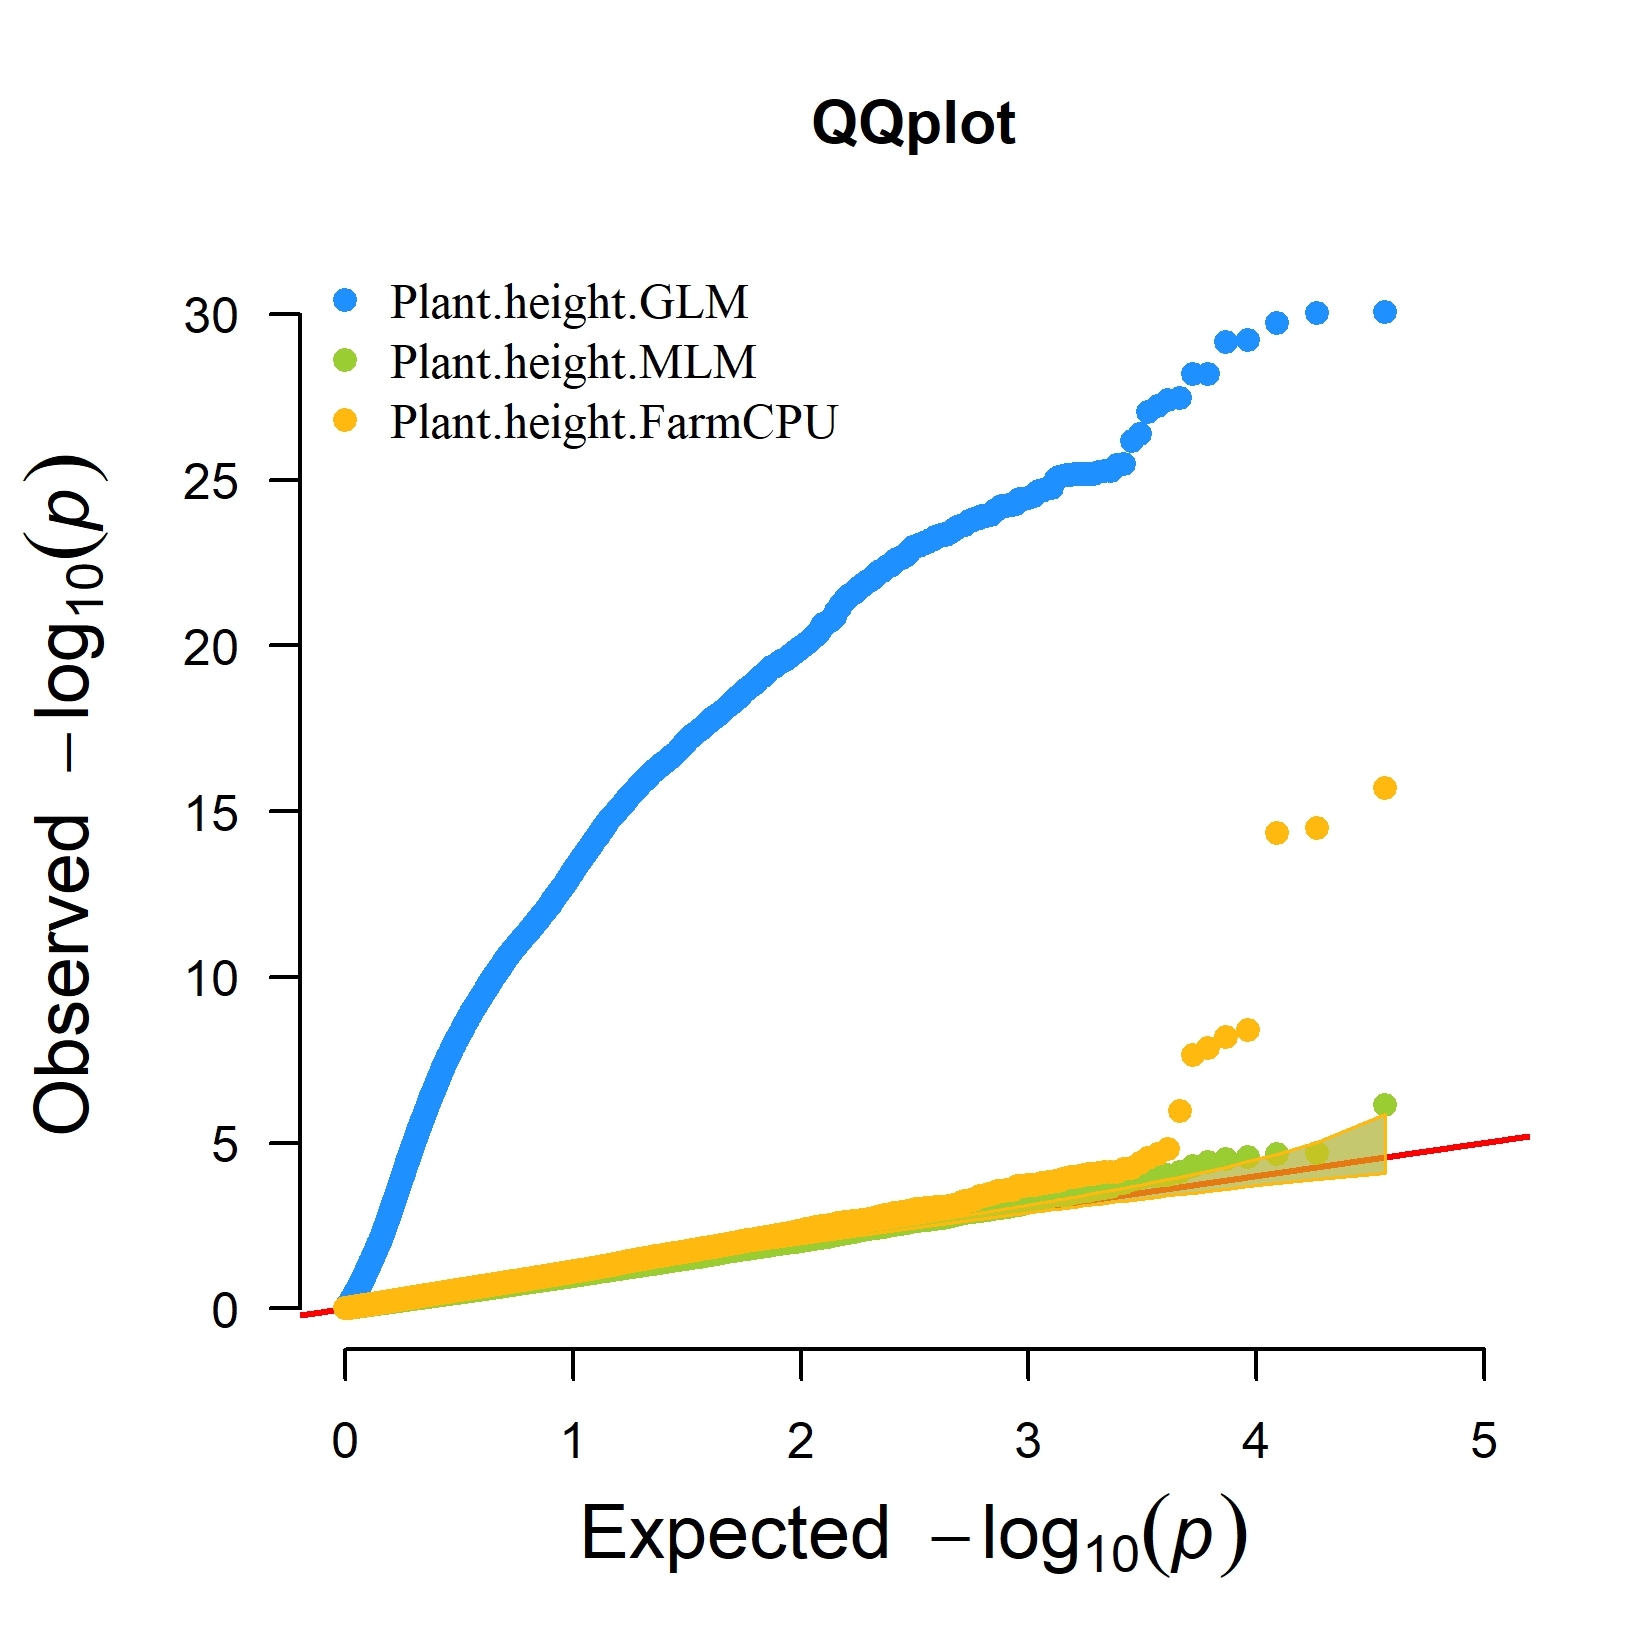 QQplot
Plant.height.GLM
Plant.height.MLM
Plant.height.FarmCPU
Observed −log10(p)
30
25
20
15
10
5
0
0 1 2 3 4 5
Expected −log10(p)